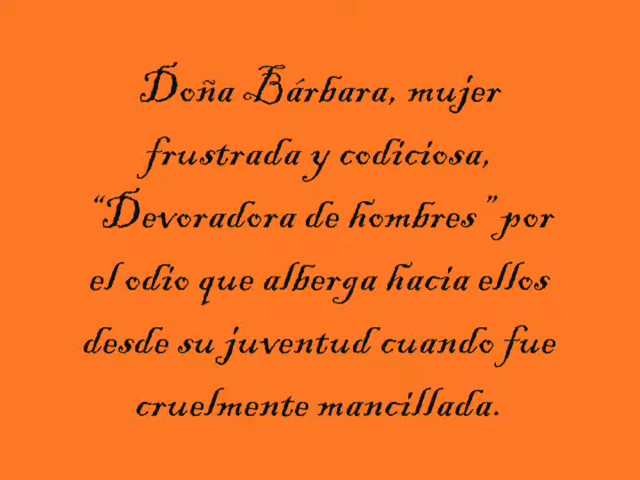 Doña Bárbara, mujer
frustrada y codiciosa,
“Devoradora de hombres” por
el odio que alberga hacia ellos
desde su juventud cuando fue
cruelmente mancillada.